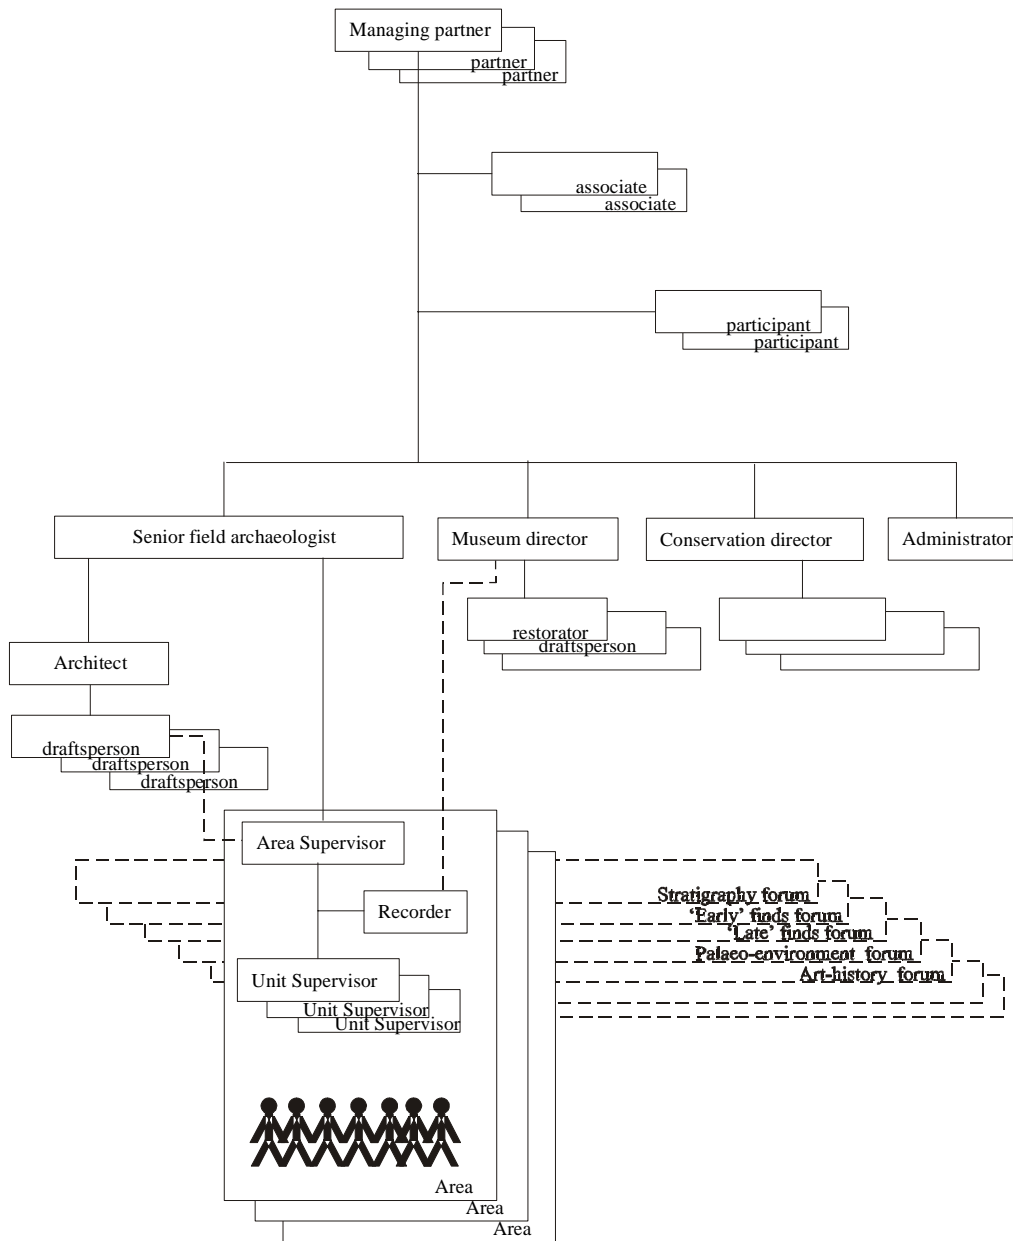 Managing partner
partner
partner
associate
associate
participant
participant
Senior field archaeologist
Museum director
Conservation director
Administrator
restorator
draftsperson
Architect
draftsperson
draftsperson
draftsperson
Area Supervisor
Recorder
Stratigraphy forum
'Early' finds forum
'Late' finds forum
Palaeo-environment forum
Art-history forum
Unit Supervisor
Unit Supervisor
Unit Supervisor
Area
Area
Area